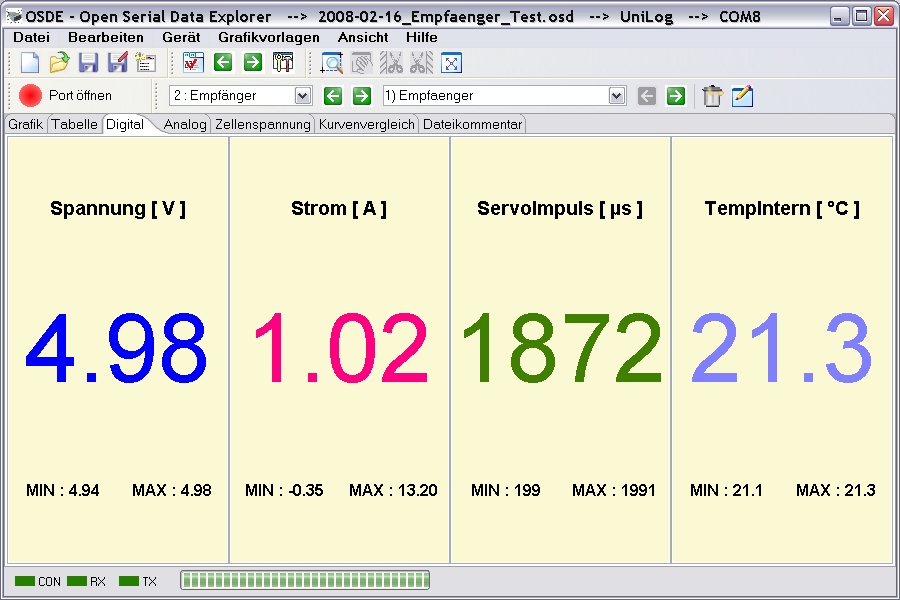 OSDE - Open Serial Data Explorer --> 2008-02-16_Empfaenger_Test.osd --> UniLog --> COM8
Datei Bearbeiten Gerät Grafikvorlagen Ansicht Hilfe
Port öffnen 2 : Empfänger 1) Empfaenger
Grafik Tabelle Digital Analog Zellenspannung Kurvenvergleich Dateikommentar
Spannung [ V ] Strom [ A ] ServoImpuls [ µs ] TempIntern [ °C ]
4.98 1.02 1872 21.3
MIN : 4.94 MAX : 4.98 MIN : -0.35 MAX : 13.20 MIN : 199 MAX : 1991 MIN : 21.1 MAX : 21.3
CON RX TX